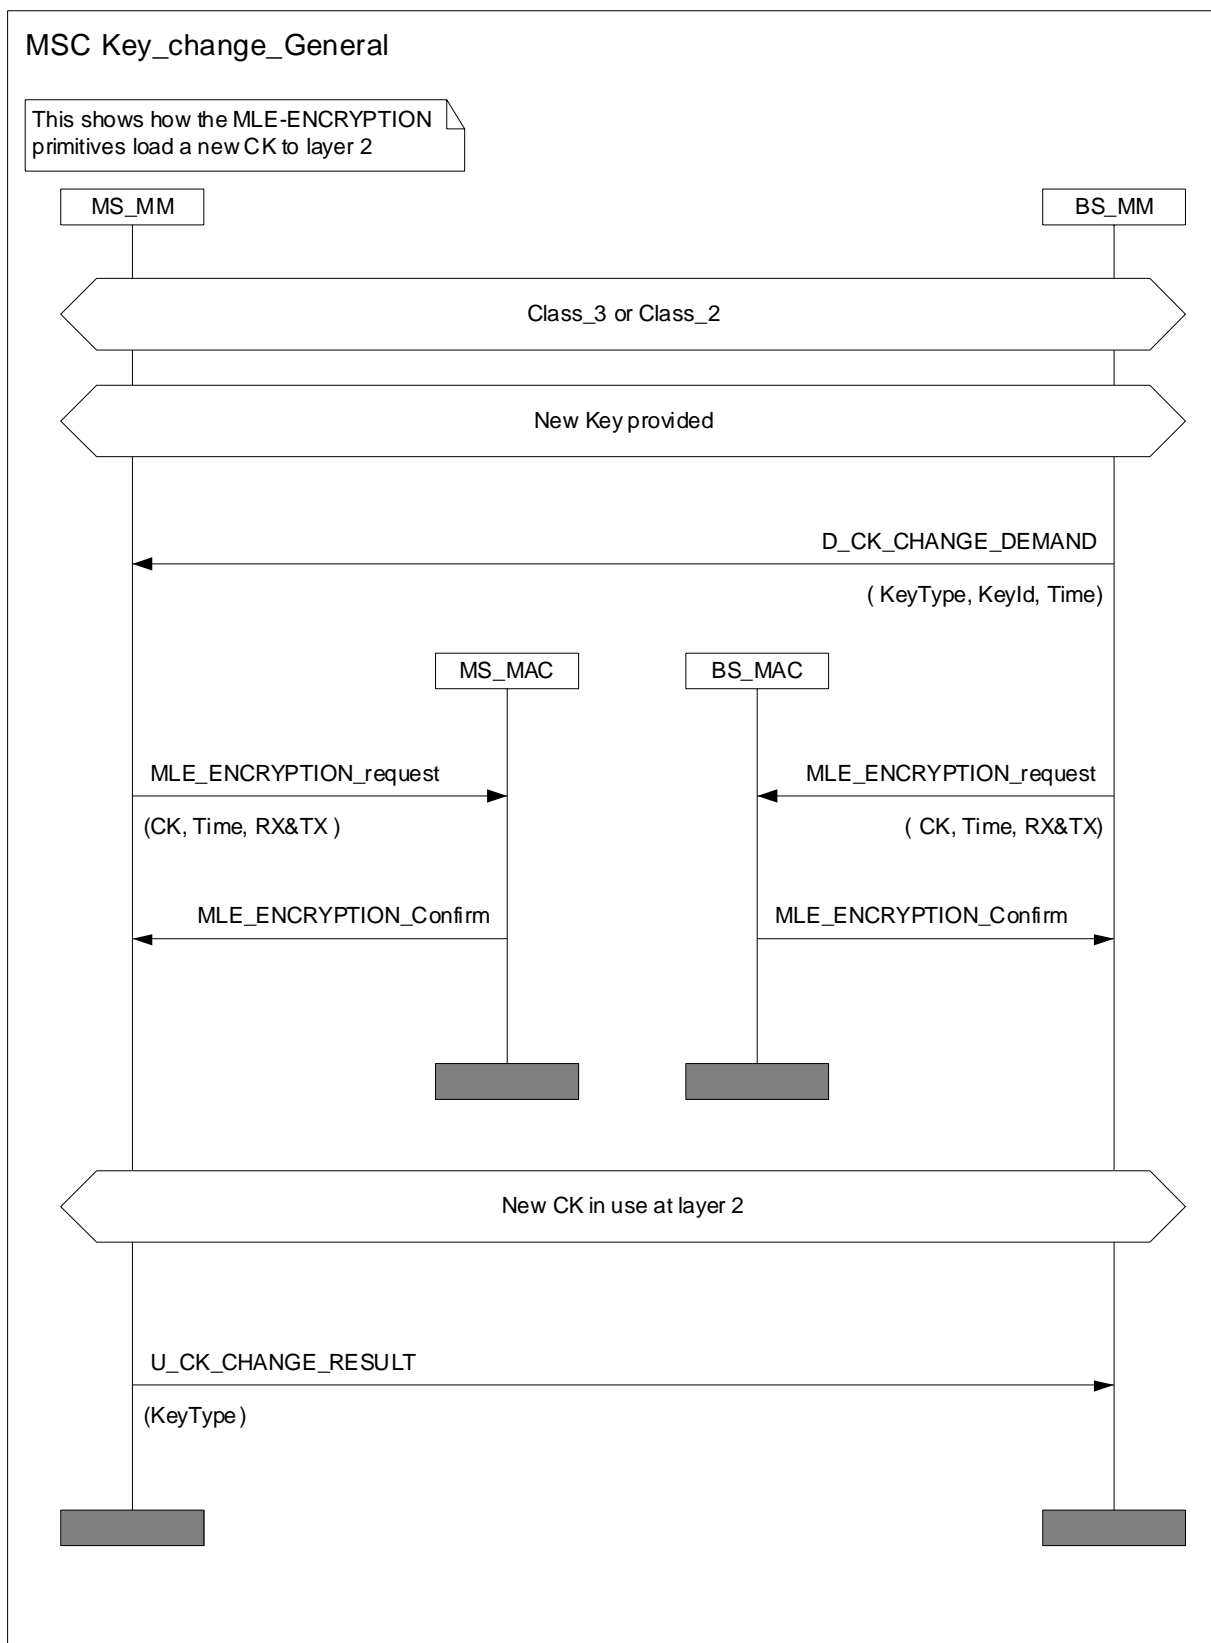 MSC Key_change_General
This shows how the MLE-ENCRYPTION
primitives load a new CK to layer 2
MS_MM
BS_MM
Class_3 or Class_2
New Key provided
D_CK_CHANGE_DEMAND
( KeyType, KeyId, Time)
MS_MAC
BS_MAC
MLE_ENCRYPTION_request
MLE_ENCRYPTION_request
(CK, Time, RX&TX )
( CK, Time, RX&TX)
MLE_ENCRYPTION_Confirm
MLE_ENCRYPTION_Confirm
New CK in use at layer 2
U_CK_CHANGE_RESULT
(KeyType)